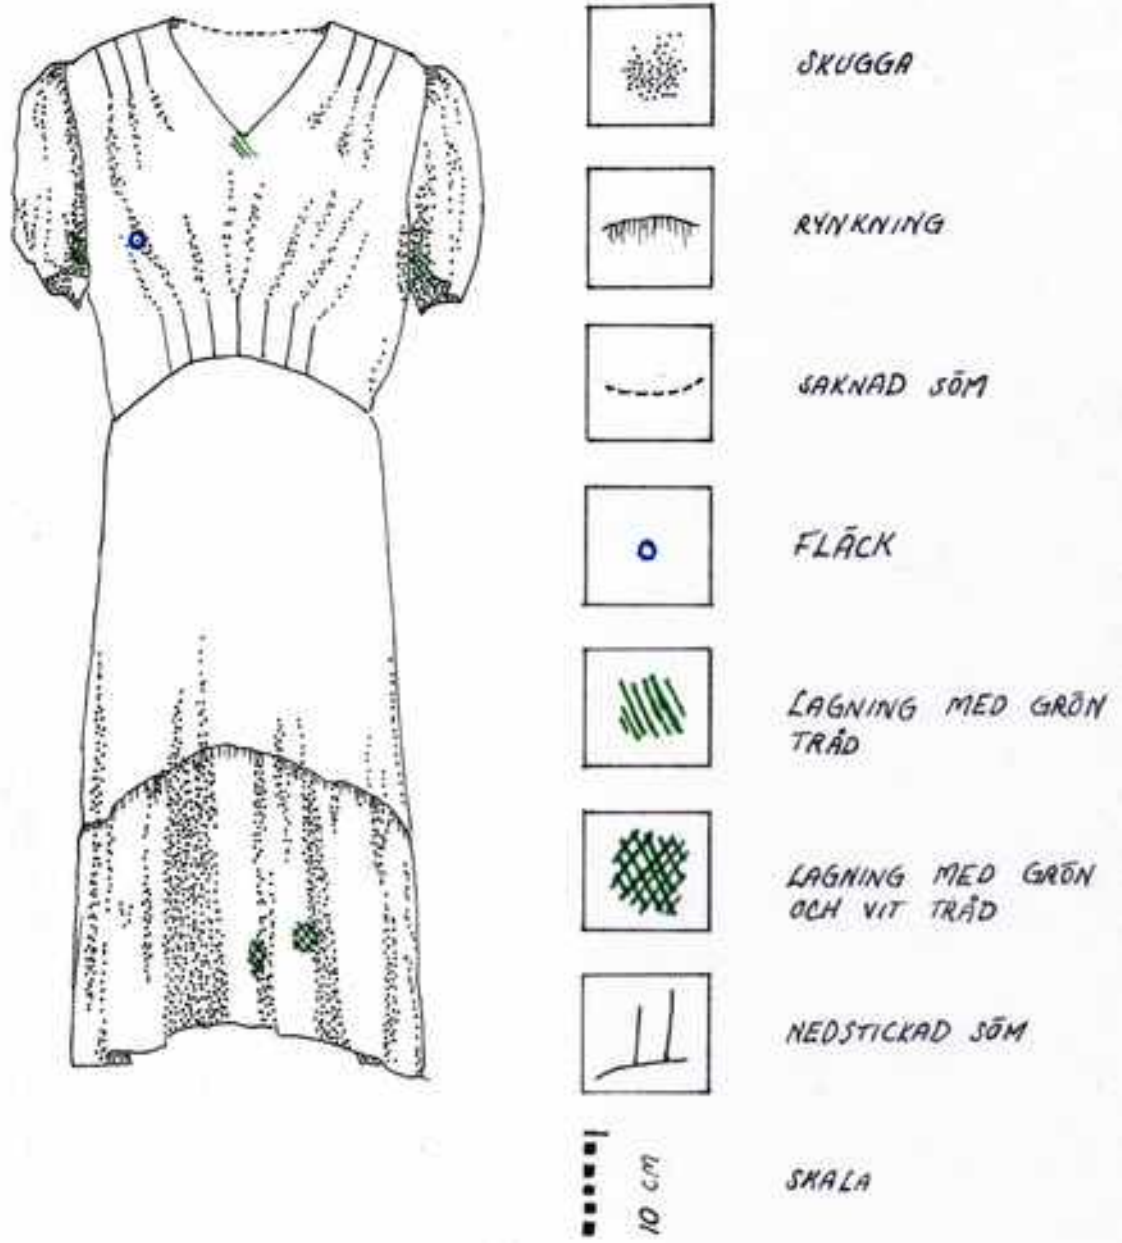 SKUGGA
RYNKNING
SAKNAD SÖM
FLÄCK
LAGNING MED GRÖN
TRÅD
LAGNING MED GRÖN
OCH VIT TRÅD
NEDSTICKAD SÖM
10 CM
SKALA